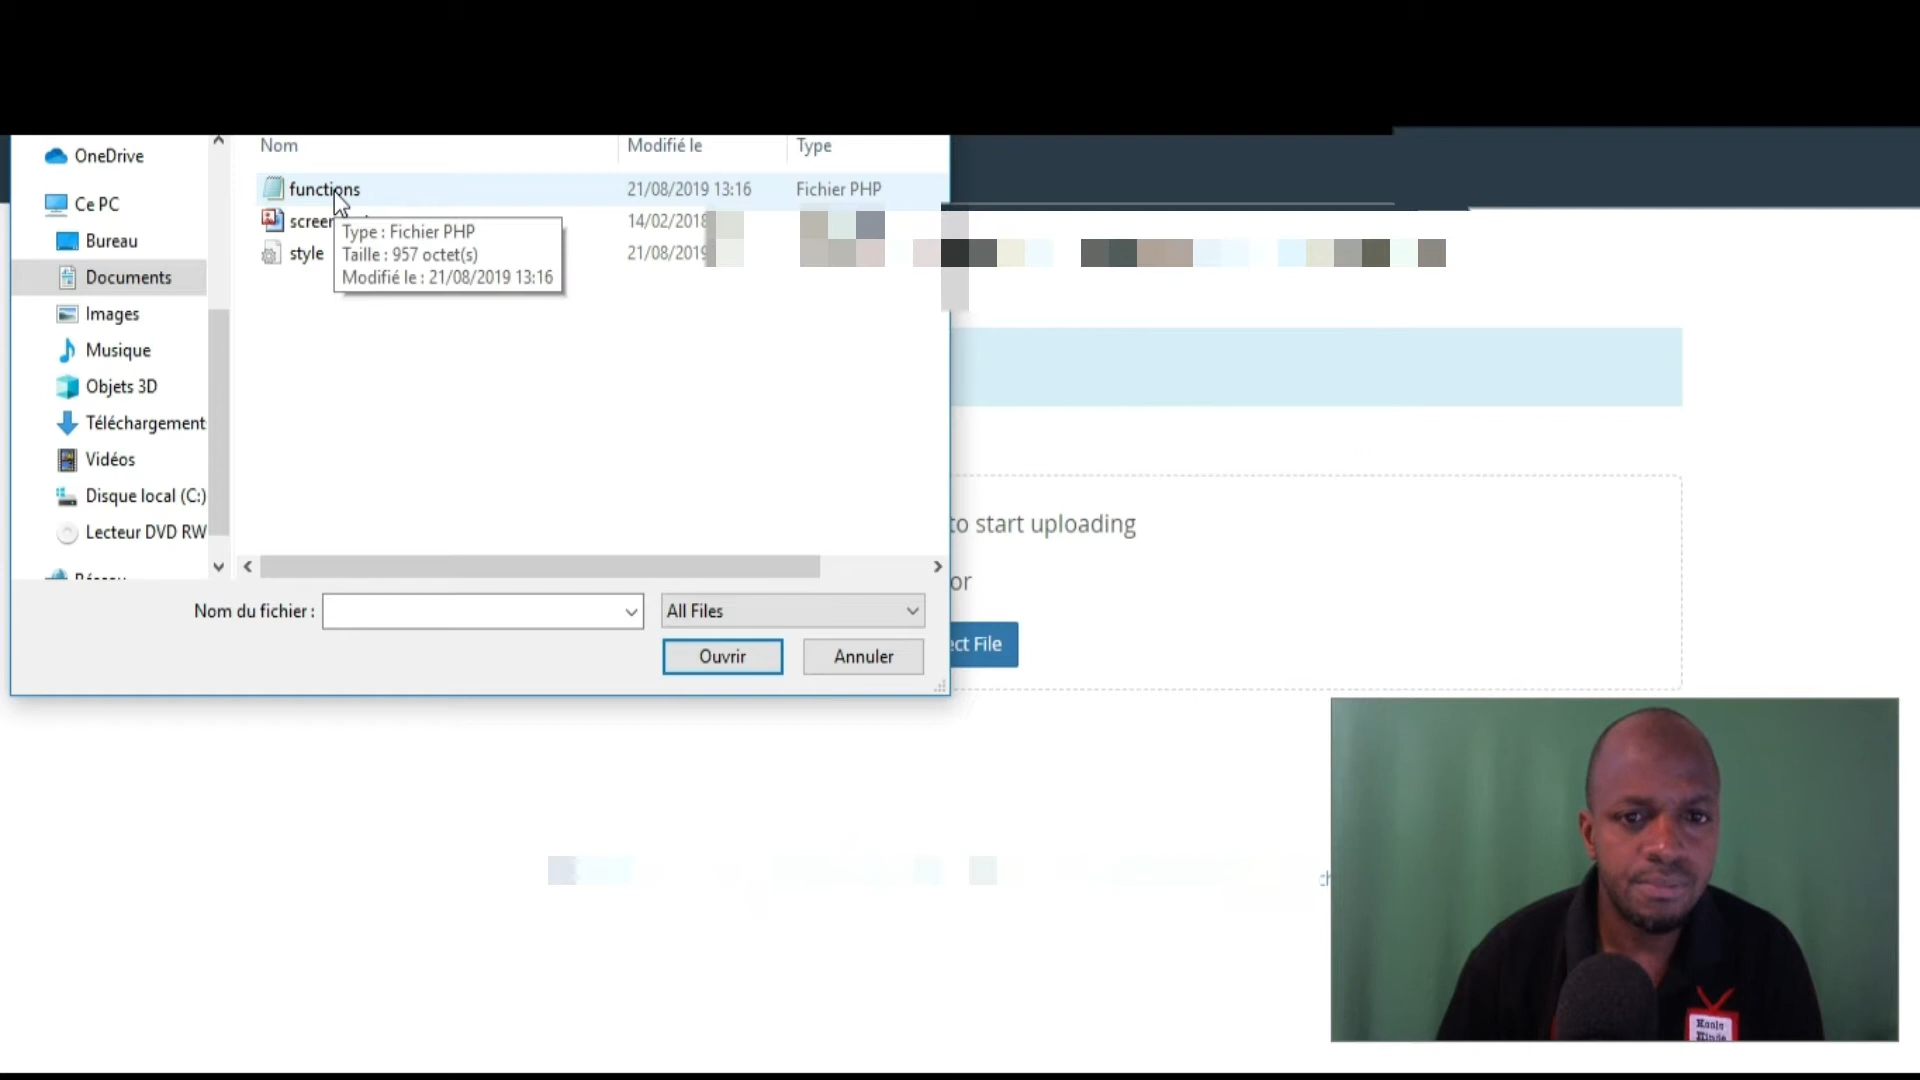 Nom Modifié le Type
OneDrive
Ce PC
Bureau
Documents
Images
Musique
Objets 3D
Téléchargement
Vidéos
Disque local (C:)
Lecteur DVD RW
functions 21/08/2019 13:16 Fichier PHP
screen 14/02/2018
style 21/08/2019
Type : Fichier PHP
Taille : 957 octet(s)
Modifié le : 21/08/2019 13:16
Nom du fichier : All Files
Ouvrir Annuler
to start uploading
or
ect File